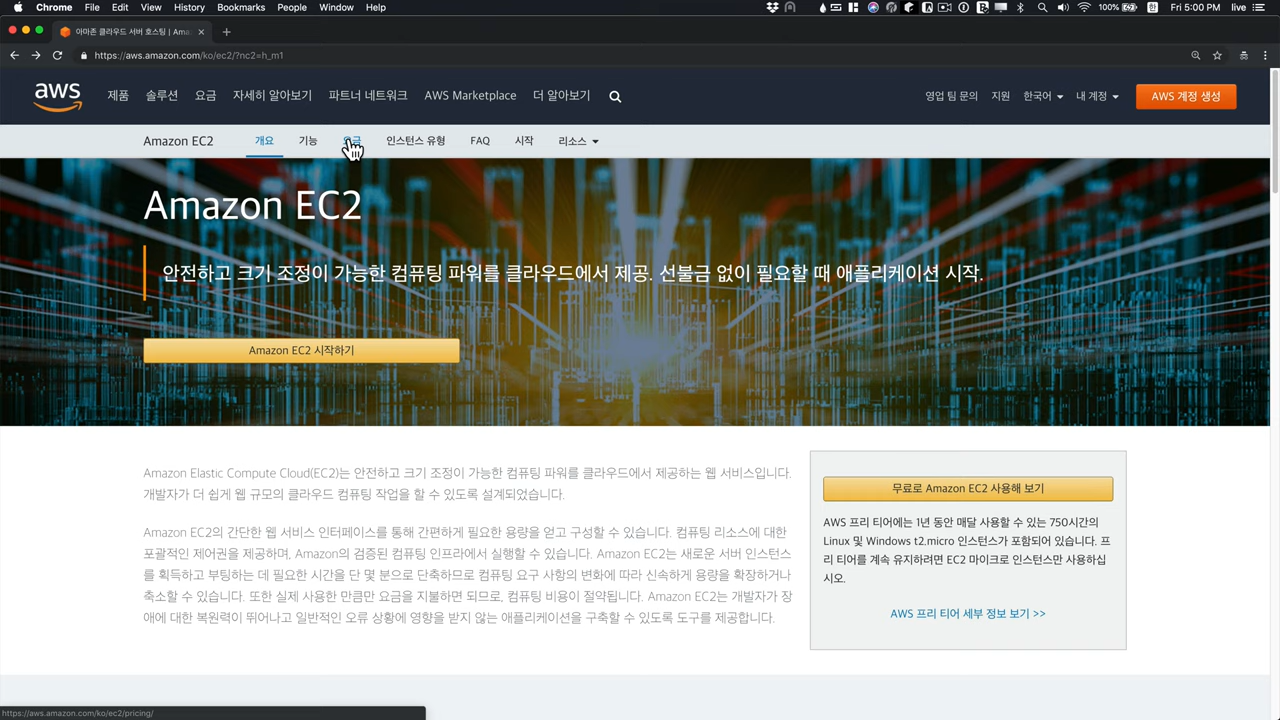 Chrome File Edit View History Bookmarks People Window Help 100% 한 Fri 5:00 PM live
아마존 클라우드 서버 호스팅 | Ama
https://aws.amazon.com/ko/ec2/?nc2=h_m1
aws 제품 솔루션 요금 자세히 알아보기 파트너 네트워크 AWS Marketplace 더 알아보기 영업 팀 문의 지원 한국어 내 계정 AWS 계정 생성
Amazon EC2 개요 기능 요금 인스턴스 유형 FAQ 시작 리소스
Amazon EC2
안전하고 크기 조정이 가능한 컴퓨팅 파워를 클라우드에서 제공. 선불금 없이 필요할 때 애플리케이션 시작.
Amazon EC2 시작하기
Amazon Elastic Compute Cloud(EC2)는 안전하고 크기 조정이 가능한 컴퓨팅 파워를 클라우드에서 제공하는 웹 서비스입니다.
개발자가 더 쉽게 웹 규모의 클라우드 컴퓨팅 작업을 할 수 있도록 설계되었습니다.
Amazon EC2의 간단한 웹 서비스 인터페이스를 통해 간편하게 필요한 용량을 얻고 구성할 수 있습니다. 컴퓨팅 리소스에 대한
포괄적인 제어권을 제공하며, Amazon의 검증된 컴퓨팅 인프라에서 실행할 수 있습니다. Amazon EC2는 새로운 서버 인스턴스
를 획득하고 부팅하는 데 필요한 시간을 단 몇 분으로 단축하므로 컴퓨팅 요구 사항의 변화에 따라 신속하게 용량을 확장하거나
축소할 수 있습니다. 또한 실제 사용한 만큼만 요금을 지불하면 되므로, 컴퓨팅 비용이 절약됩니다. Amazon EC2는 개발자가 장
애에 대한 복원력이 뛰어나고 일반적인 오류 상황에 영향을 받지 않는 애플리케이션을 구축할 수 있도록 도구를 제공합니다.
무료로 Amazon EC2 사용해 보기
AWS 프리 티어에는 1년 동안 매달 사용할 수 있는 750시간의
Linux 및 Windows t2.micro 인스턴스가 포함되어 있습니다. 프
리 티어를 계속 유지하려면 EC2 마이크로 인스턴스만 사용하십
시오.
AWS 프리 티어 세부 정보 보기 >>
https://aws.amazon.com/ko/ec2/pricing/